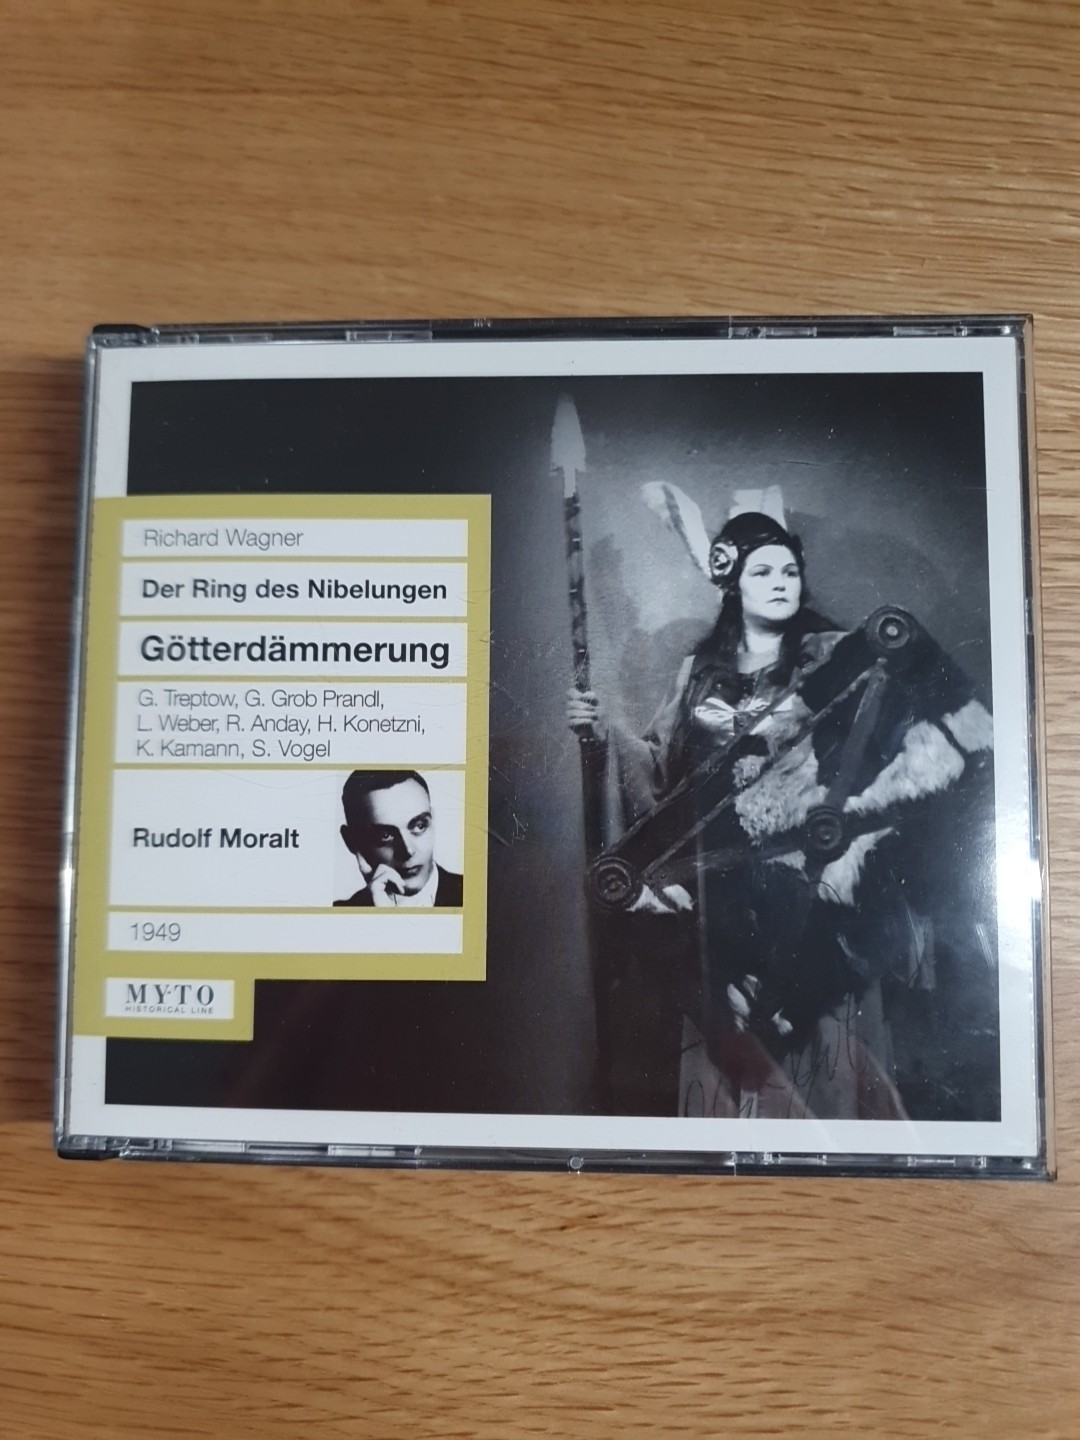 Richard Wagner
Der Ring des Nibelungen
Götterdämmerung
G. Treptow, G. Grob Prandl,
L. Weber, R. Anday, H. Konetzni,
K. Kamann, S. Vogel
Rudolf Moralt
1949
MYTO
HISTORICAL LINE